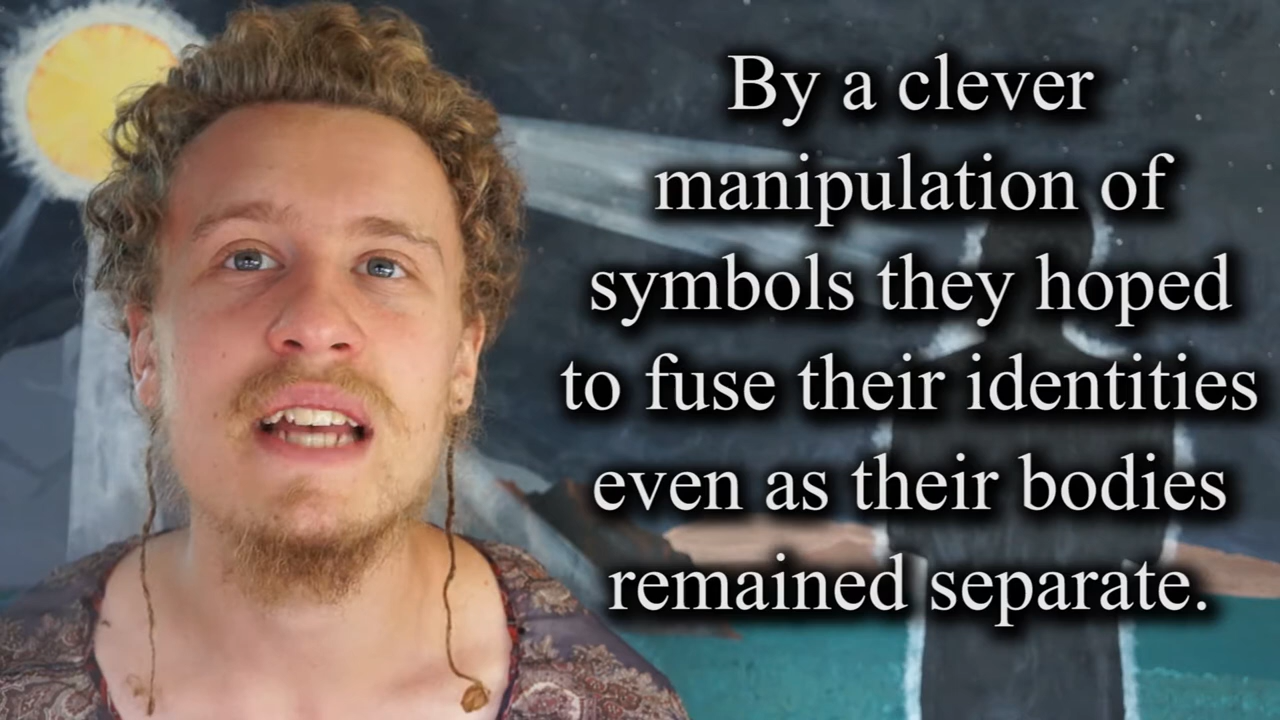 By a clever
manipulation of
symbols they hoped
to fuse their identities
even as their bodies
remained separate.